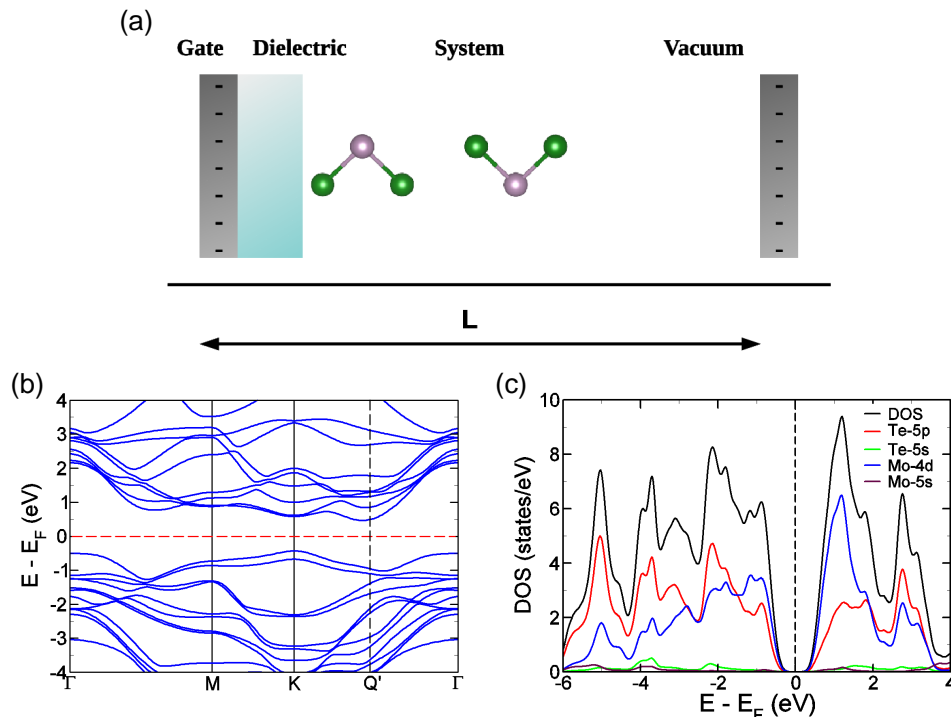 (a)
Gate Dielectric System Vacuum
- -
- -
- -
- -
- -
- -
- -
L
(b)
4
3
2
1
0
-1
-2
-3
-4
E - E_F (eV)
Γ M K Q' Γ
(c)
10
8
6
4
2
0
DOS (states/eV)
DOS
Te-5p
Te-5s
Mo-4d
Mo-5s
-6 -4 -2 0 2 4
E - E_F (eV)